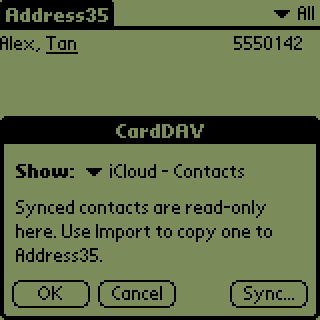 Address35
All
Alex, Tan
5550142
CardDAV
Show: iCloud - Contacts
Synced contacts are read-only
here. Use Import to copy one to
Address35.
OK
Cancel
Sync...